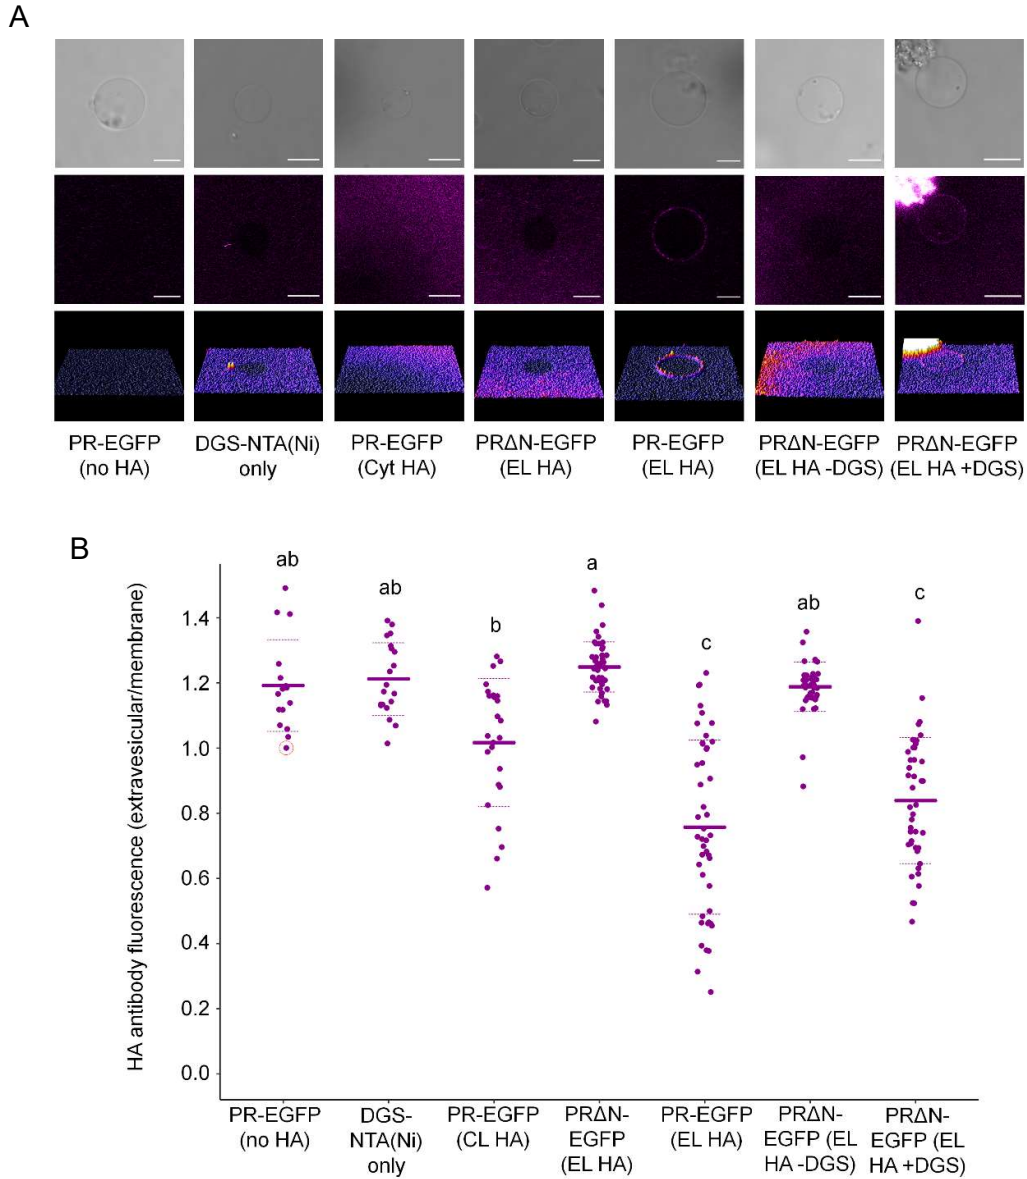 A
PR-EGFP
(no HA)
DGS-NTA(Ni)
only
PR-EGFP
(Cyt HA)
PRΔN-EGFP
(EL HA)
PR-EGFP
(EL HA)
PRΔN-EGFP
(EL HA -DGS)
PRΔN-EGFP
(EL HA +DGS)
B
HA antibody fluorescence (extravesicular/membrane)
1.4
1.2
1.0
0.8
0.6
0.4
0.2
0.0
ab
ab
b
a
c
ab
c
PR-EGFP
(no HA)
DGS-
NTA(Ni)
only
PR-EGFP
(CL HA)
PRΔN-
EGFP
(EL HA)
PR-EGFP
(EL HA)
PRΔN-
EGFP (EL
HA -DGS)
PRΔN-
EGFP (EL
HA +DGS)